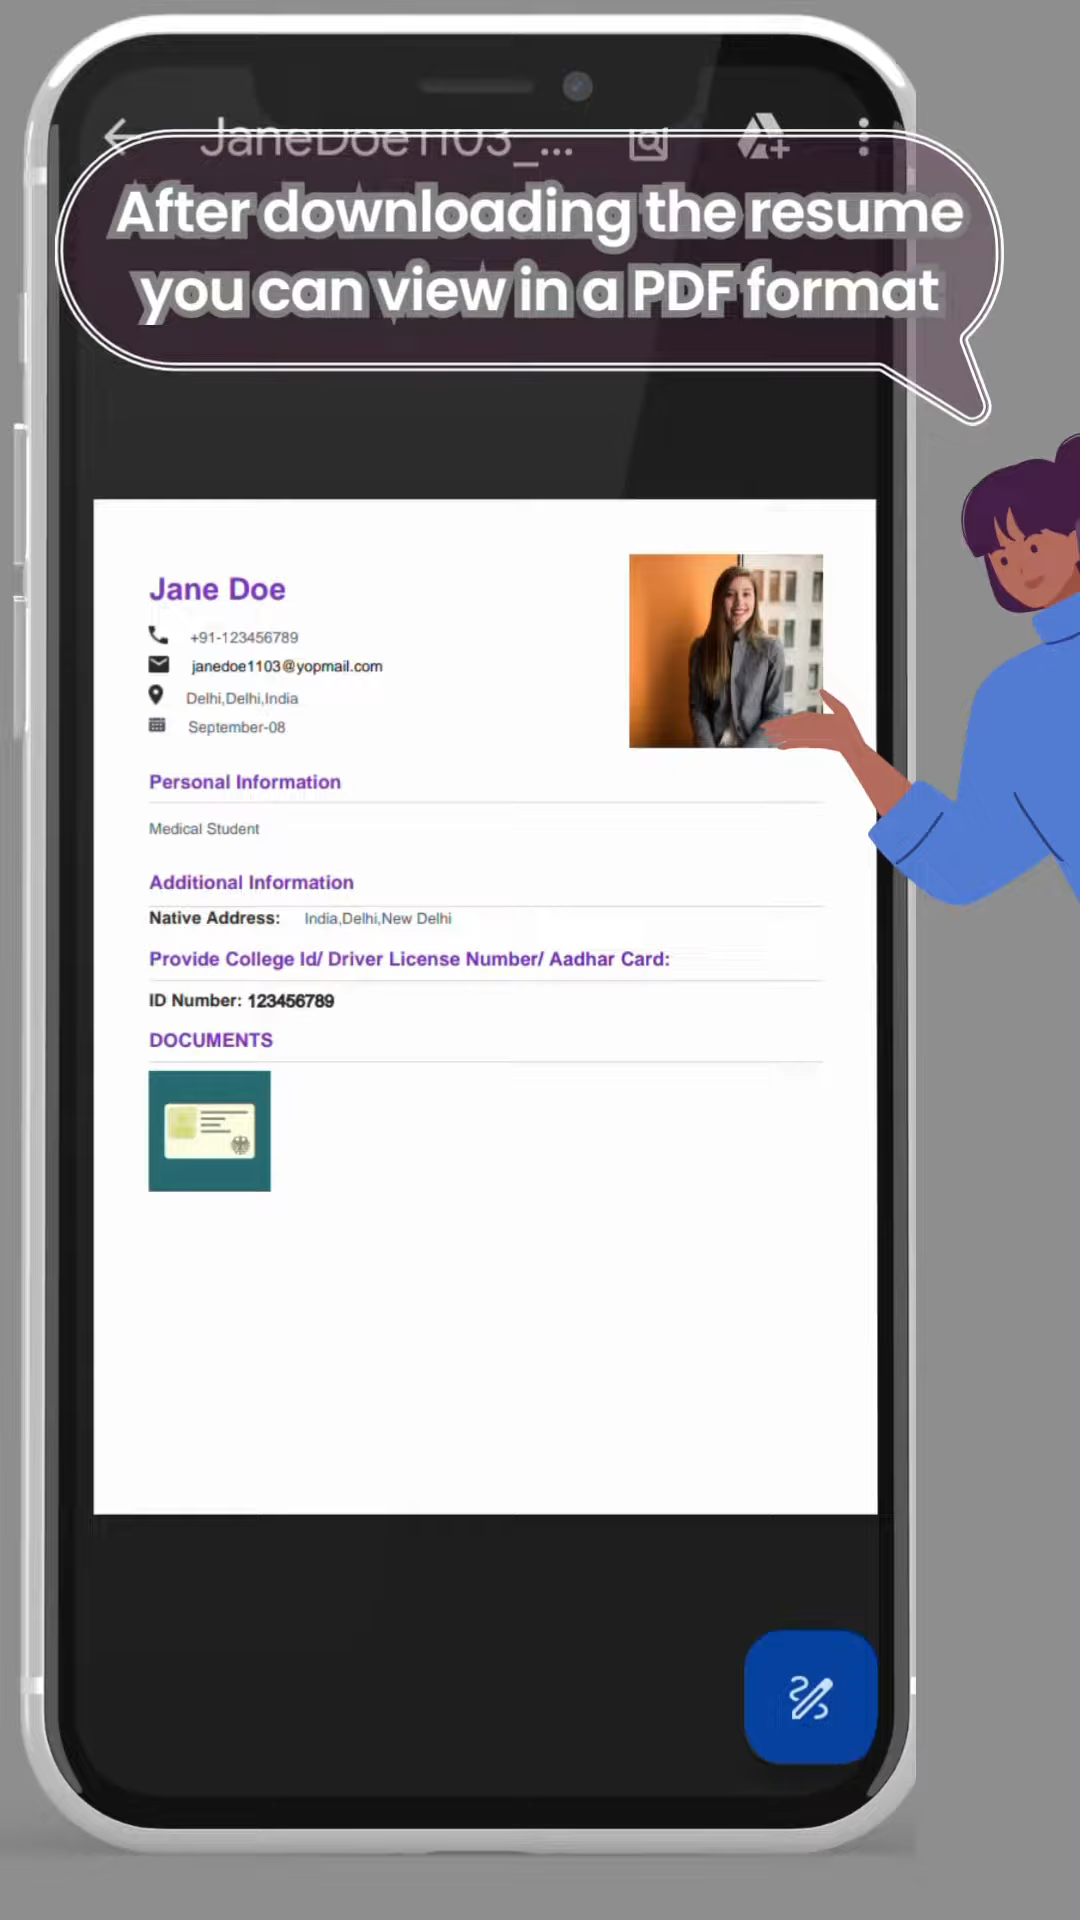 JaneDoe1103_...
After downloading the resume
you can view in a PDF format
Jane Doe
+91-123456789
janedoe1103@yopmail.com
Delhi,Delhi,India
September-08
Personal Information
Medical Student
Additional Information
Native Address: India,Delhi,New Delhi
Provide College Id/ Driver License Number/ Aadhar Card:
ID Number: 123456789
DOCUMENTS